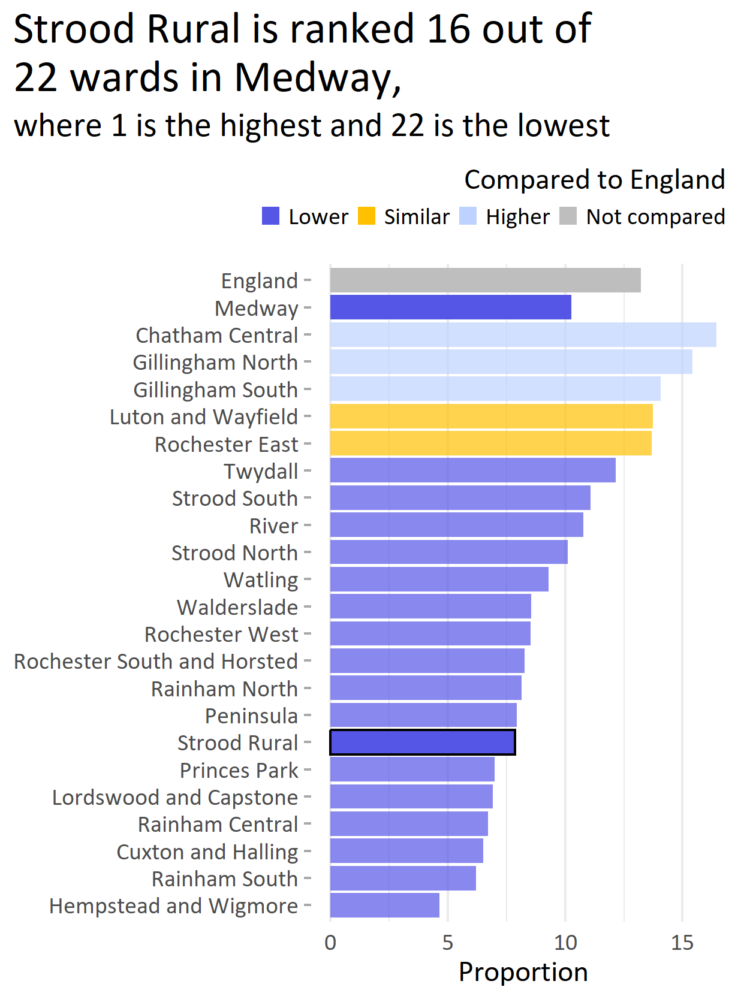 Strood Rural is ranked 16 out of
22 wards in Medway,
where 1 is the highest and 22 is the lowest
Compared to England
Lower Similar Higher Not compared
England
Medway
Chatham Central
Gillingham North
Gillingham South
Luton and Wayfield
Rochester East
Twydall
Strood South
River
Strood North
Watling
Walderslade
Rochester West
Rochester South and Horsted
Rainham North
Peninsula
Strood Rural
Princes Park
Lordswood and Capstone
Rainham Central
Cuxton and Halling
Rainham South
Hempstead and Wigmore
0 5 10 15
Proportion